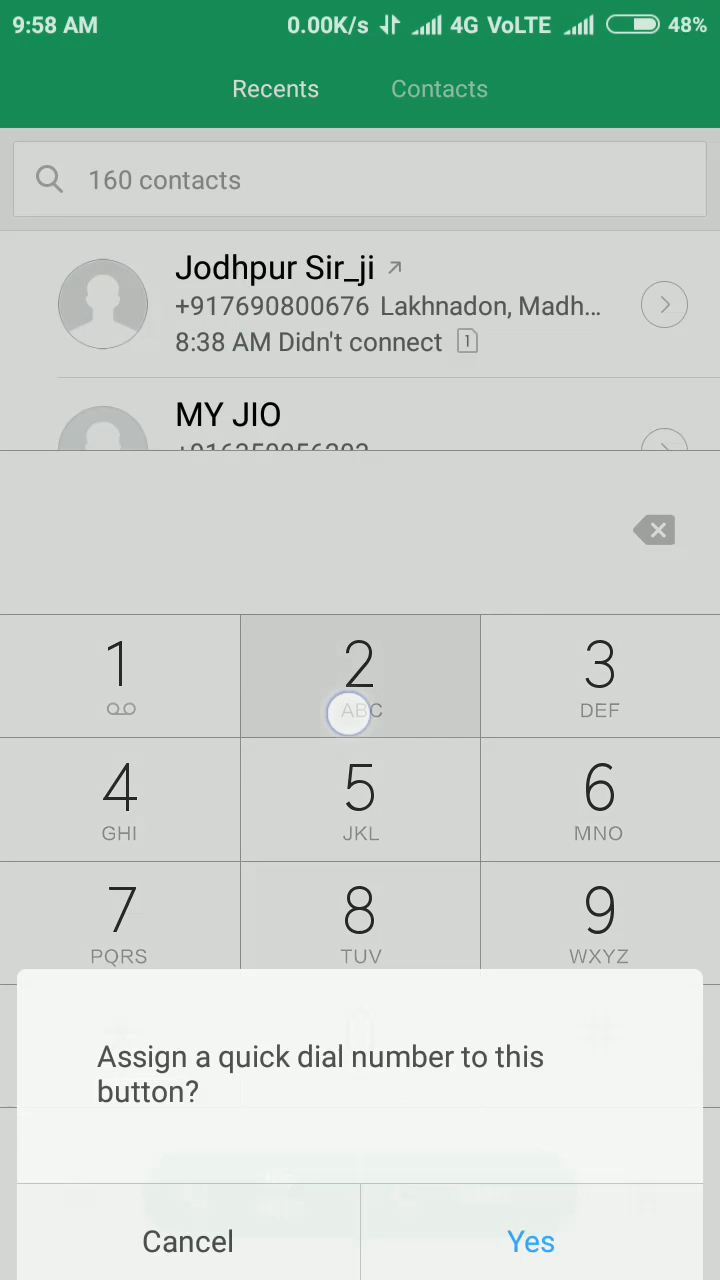 9:58 AM 0.00K/s 4G VoLTE 48%
Recents Contacts
160 contacts
Jodhpur Sir_ji
+917690800676 Lakhnadon, Madh...
8:38 AM Didn't connect 1
MY JIO
1 2 3
ABC DEF
4 5 6
GHI JKL MNO
7 8 9
PQRS TUV WXYZ
Assign a quick dial number to this
button?
Cancel Yes